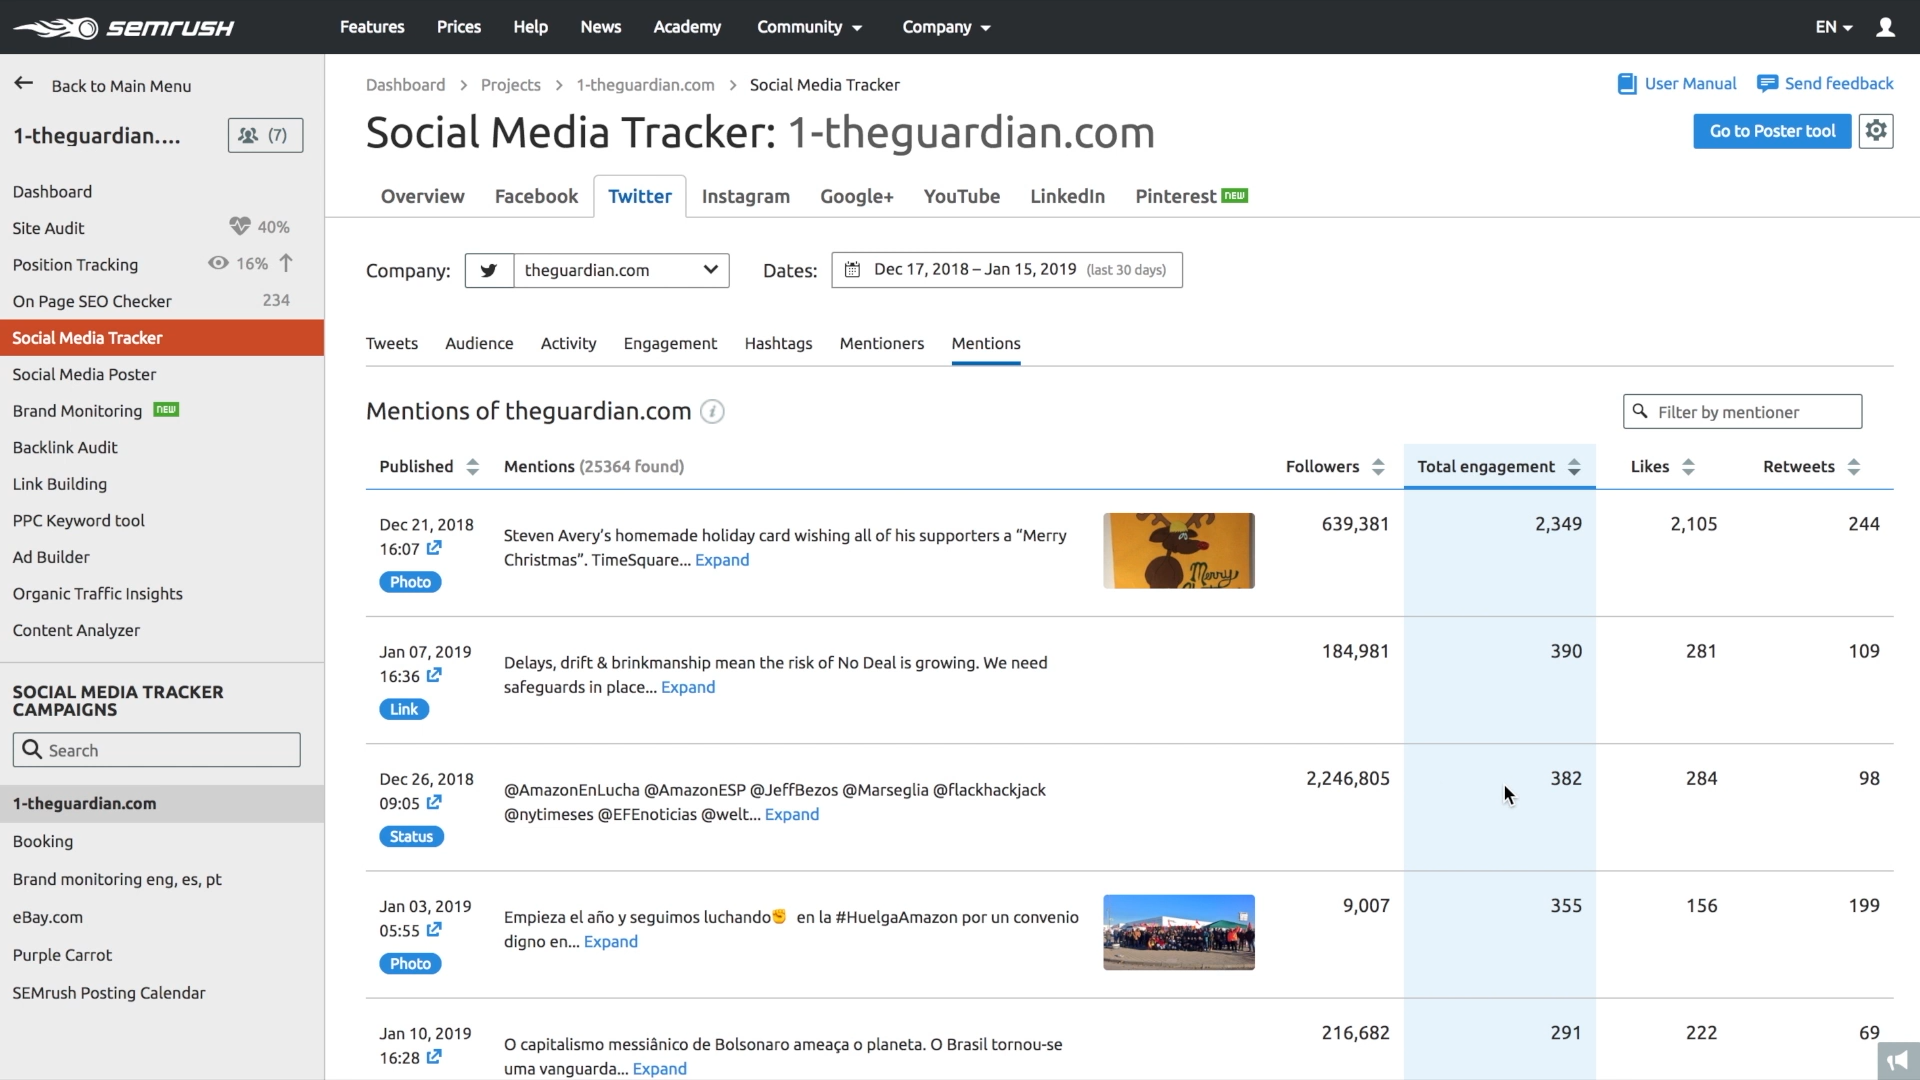 SEMRUSH
Features
Prices
Help
News
Academy
Community
Company
EN
Back to Main Menu
1-theguardian....
(7)
Dashboard
Site Audit
40%
Position Tracking
16%
On Page SEO Checker
234
Social Media Tracker
Social Media Poster
Brand Monitoring
NEW
Backlink Audit
Link Building
PPC Keyword tool
Ad Builder
Organic Traffic Insights
Content Analyzer
SOCIAL MEDIA TRACKER
CAMPAIGNS
Search
1-theguardian.com
Booking
Brand monitoring eng, es, pt
eBay.com
Purple Carrot
SEMrush Posting Calendar
Dashboard > Projects > 1-theguardian.com > Social Media Tracker
User Manual
Send feedback
Social Media Tracker: 1-theguardian.com
Go to Poster tool
Overview
Facebook
Twitter
Instagram
Google+
YouTube
LinkedIn
Pinterest
NEW
Company:
theguardian.com
Dates:
Dec 17, 2018 – Jan 15, 2019 (last 30 days)
Tweets
Audience
Activity
Engagement
Hashtags
Mentioners
Mentions
Mentions of theguardian.com
i
Filter by mentioner
Published
Mentions (25364 found)
Followers
Total engagement
Likes
Retweets
Dec 21, 2018
16:07
Photo
Steven Avery’s homemade holiday card wishing all of his supporters a “Merry
Christmas”. TimeSquare... Expand
Merry
639,381
2,349
2,105
244
Jan 07, 2019
16:36
Link
Delays, drift & brinkmanship mean the risk of No Deal is growing. We need
safeguards in place... Expand
184,981
390
281
109
Dec 26, 2018
09:05
Status
@AmazonEnLucha @AmazonESP @JeffBezos @Marseglia @flackhackjack
@nytimeses @EFEnoticias @welt... Expand
2,246,805
382
284
98
Jan 03, 2019
05:55
Photo
Empieza el año y seguimos luchando✊ en la #HuelgaAmazon por un convenio
digno en... Expand
9,007
355
156
199
Jan 10, 2019
16:28
O capitalismo messiânico de Bolsonaro ameaça o planeta. O Brasil tornou-se
uma vanguarda... Expand
216,682
291
222
69